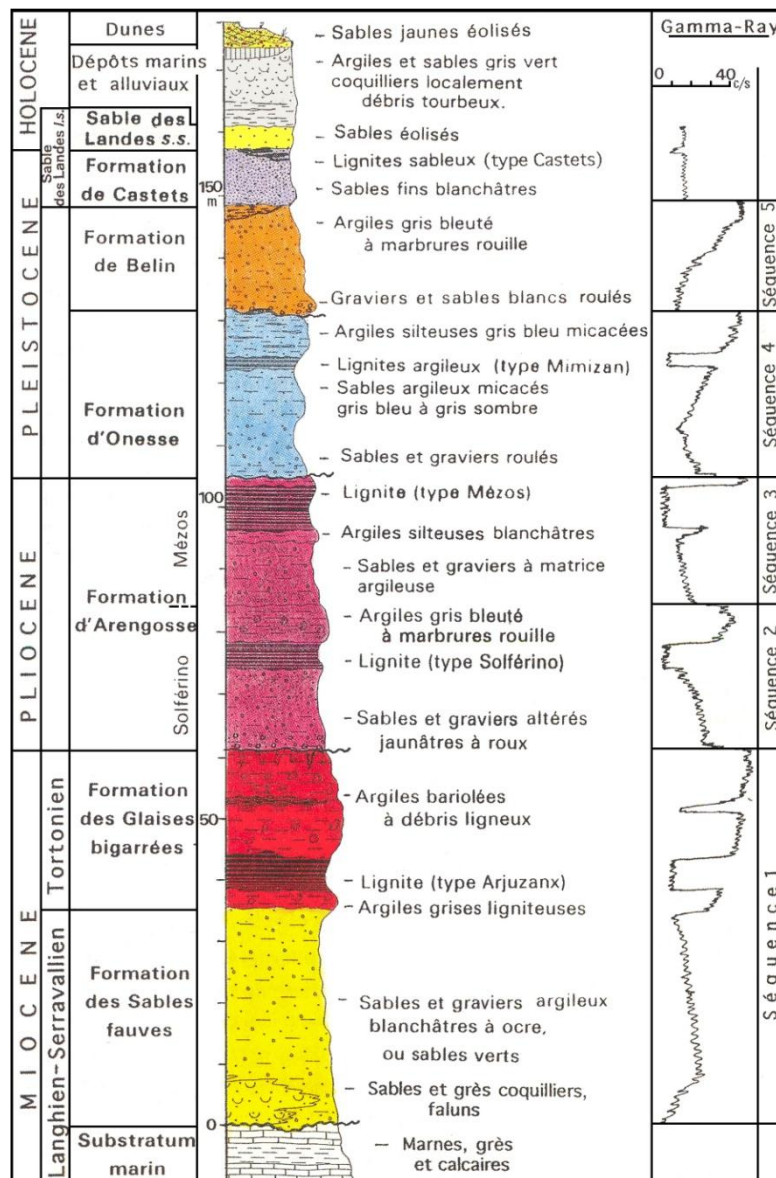 HOLOCENE
PLEISTOCENE
PLIOCENE
MIOCENE
Sable
des Landes l.s.
Tortonien
Langhien-Serravallien
Dunes
Dépôts marins
et alluviaux
Sable des
Landes s.s.
Formation
de Castets
Formation
de Belin
Formation
d'Onesse
Formation
d'Arengosse
Mézos
Solférino
Formation
des Glaises
bigarrées
Formation
des Sables
fauves
Substratum
marin
150
m
100
50
0
– Sables jaunes éolisés
– Argiles et sables gris vert
coquilliers localement
débris tourbeux.
– Sables éolisés
– Lignites sableux (type Castets)
– Sables fins blanchâtres
– Argiles gris bleuté
à marbrures rouille
– Graviers et sables blancs roulés
– Argiles silteuses gris bleu micacées
– Lignites argileux (type Mimizan)
– Sables argileux micacés
gris bleu à gris sombre
– Sables et graviers roulés
– Lignite (type Mézos)
– Argiles silteuses blanchâtres
– Sables et graviers à matrice
argileuse
– Argiles gris bleuté
à marbrures rouille
– Lignite (type Solférino)
– Sables et graviers altérés
jaunâtres à roux
– Argiles bariolées
à débris ligneux
– Lignite (type Arjuzanx)
– Argiles grises ligniteuses
– Sables et graviers argileux
blanchâtres à ocre,
ou sables verts
– Sables et grès coquilliers,
faluns
– Marnes, grès
et calcaires
Gamma-Ray
0 40 c/s
Séquence 5
Séquence 4
Séquence 3
Séquence 2
Séquence 1